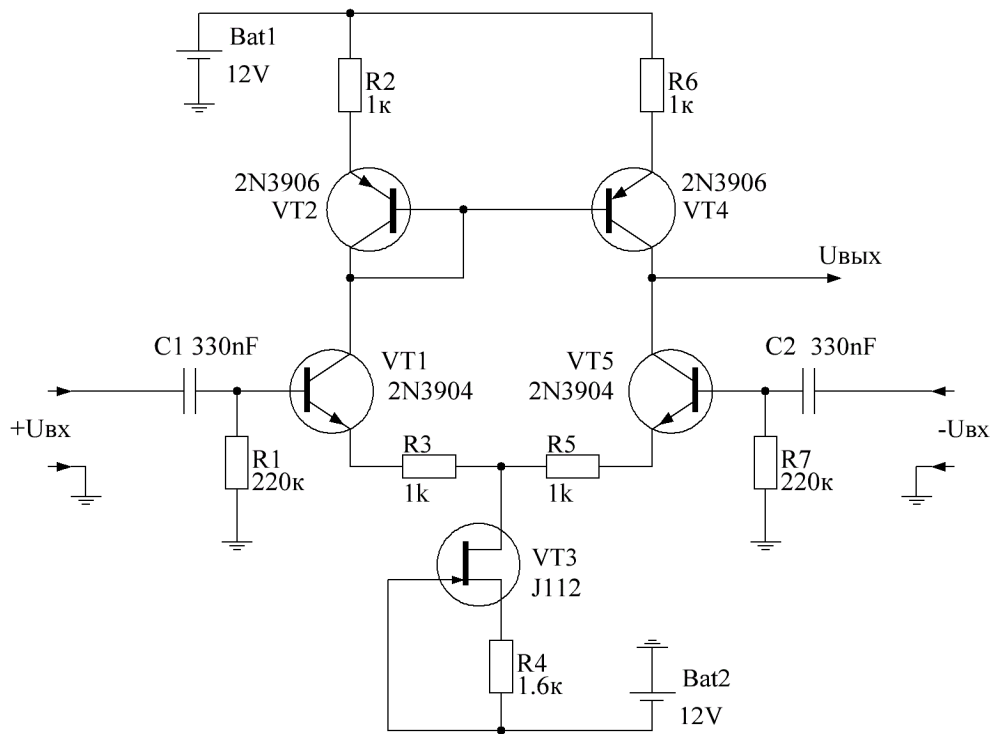 Bat1
12V
R2
1к
R6
1к
2N3906
VT2
2N3906
VT4
Uвых
C1 330nF
VT1
2N3904
VT5
2N3904
C2 330nF
+Uвх
-Uвх
R1
220к
R3
1k
R5
1k
R7
220к
VT3
J112
R4
1.6к
Bat2
12V